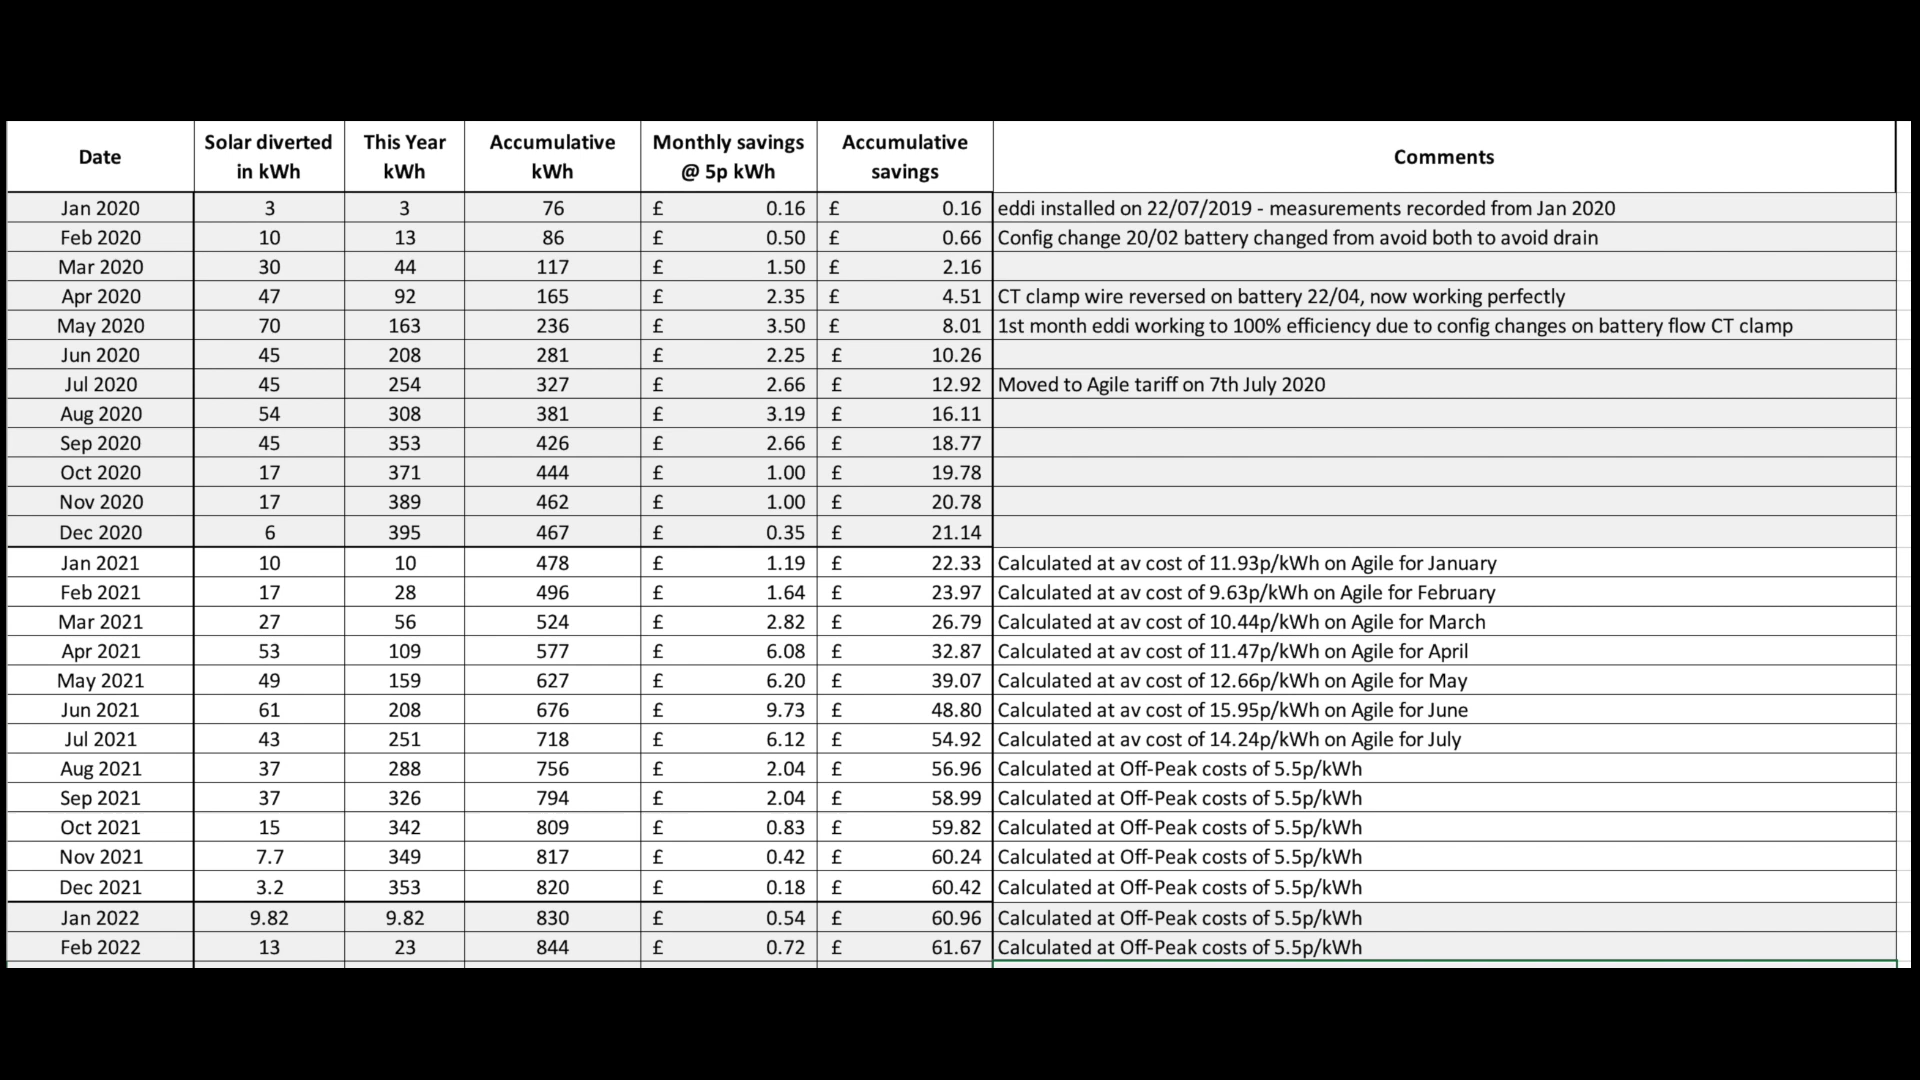 Date Solar diverted in kWh This Year kWh Accumulative kWh Monthly savings @ 5p kWh Accumulative savings Comments
Jan 2020 3 3 76 £ 0.16 £ 0.16 eddi installed on 22/07/2019 - measurements recorded from Jan 2020
Feb 2020 10 13 86 £ 0.50 £ 0.66 Config change 20/02 battery changed from avoid both to avoid drain
Mar 2020 30 44 117 £ 1.50 £ 2.16
Apr 2020 47 92 165 £ 2.35 £ 4.51 CT clamp wire reversed on battery 22/04, now working perfectly
May 2020 70 163 236 £ 3.50 £ 8.01 1st month eddi working to 100% efficiency due to config changes on battery flow CT clamp
Jun 2020 45 208 281 £ 2.25 £ 10.26
Jul 2020 45 254 327 £ 2.66 £ 12.92 Moved to Agile tariff on 7th July 2020
Aug 2020 54 308 381 £ 3.19 £ 16.11
Sep 2020 45 353 426 £ 2.66 £ 18.77
Oct 2020 17 371 444 £ 1.00 £ 19.78
Nov 2020 17 389 462 £ 1.00 £ 20.78
Dec 2020 6 395 467 £ 0.35 £ 21.14
Jan 2021 10 10 478 £ 1.19 £ 22.33 Calculated at av cost of 11.93p/kWh on Agile for January
Feb 2021 17 28 496 £ 1.64 £ 23.97 Calculated at av cost of 9.63p/kWh on Agile for February
Mar 2021 27 56 524 £ 2.82 £ 26.79 Calculated at av cost of 10.44p/kWh on Agile for March
Apr 2021 53 109 577 £ 6.08 £ 32.87 Calculated at av cost of 11.47p/kWh on Agile for April
May 2021 49 159 627 £ 6.20 £ 39.07 Calculated at av cost of 12.66p/kWh on Agile for May
Jun 2021 61 208 676 £ 9.73 £ 48.80 Calculated at av cost of 15.95p/kWh on Agile for June
Jul 2021 43 251 718 £ 6.12 £ 54.92 Calculated at av cost of 14.24p/kWh on Agile for July
Aug 2021 37 288 756 £ 2.04 £ 56.96 Calculated at Off-Peak costs of 5.5p/kWh
Sep 2021 37 326 794 £ 2.04 £ 58.99 Calculated at Off-Peak costs of 5.5p/kWh
Oct 2021 15 342 809 £ 0.83 £ 59.82 Calculated at Off-Peak costs of 5.5p/kWh
Nov 2021 7.7 349 817 £ 0.42 £ 60.24 Calculated at Off-Peak costs of 5.5p/kWh
Dec 2021 3.2 353 820 £ 0.18 £ 60.42 Calculated at Off-Peak costs of 5.5p/kWh
Jan 2022 9.82 9.82 830 £ 0.54 £ 60.96 Calculated at Off-Peak costs of 5.5p/kWh
Feb 2022 13 23 844 £ 0.72 £ 61.67 Calculated at Off-Peak costs of 5.5p/kWh